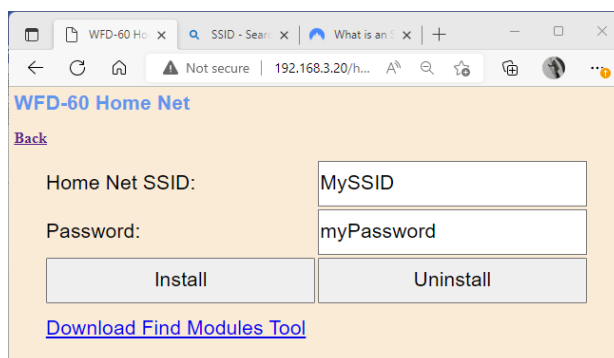 WFD-60 Ho
SSID - Sear
What is an S
Not secure
192.168.3.20/h...
WFD-60 Home Net
Back
Home Net SSID:
MySSID
Password:
myPassword
Install
Uninstall
Download Find Modules Tool